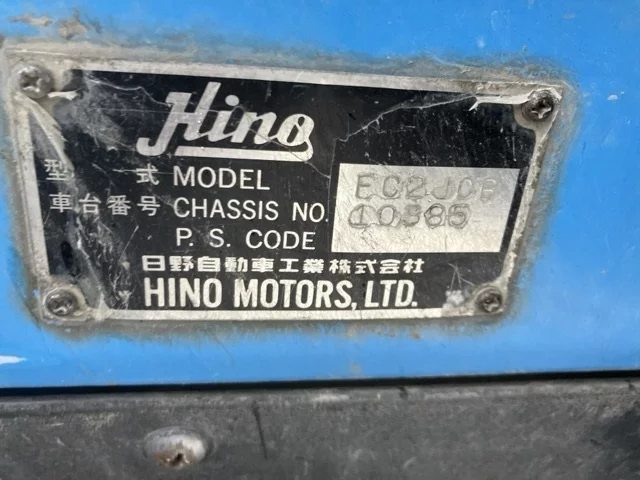 Hino
型 式 MODEL
車台番号 CHASSIS NO. 10385
P. S. CODE
日野自動車工業株式会社
HINO MOTORS, LTD.